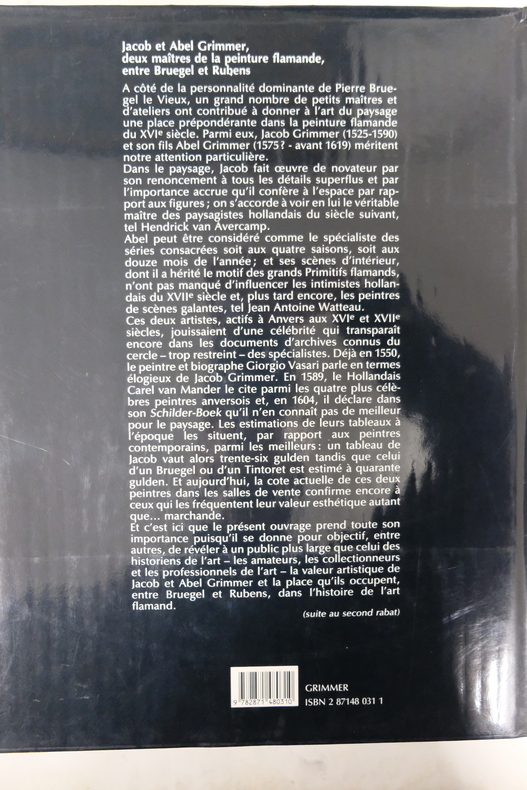 Jacob et Abel Grimmer,
deux maîtres de la peinture flamande,
entre Bruegel et Rubens
A côté de la personnalité dominante de Pierre Brue-
gel le Vieux, un grand nombre de petits maîtres et
d'ateliers ont contribué à donner à l'art du paysage
une place prépondérante dans la peinture flamande
du XVIe siècle. Parmi eux, Jacob Grimmer (1525-1590)
et son fils Abel Grimmer (1575? - avant 1619) méritent
notre attention particulière.
Dans le paysage, Jacob fait œuvre de novateur par
son renoncement à tous les détails superflus et par
l'importance accrue qu'il confère à l'espace par rap-
port aux figures ; on s'accorde à voir en lui le véritable
maître des paysagistes hollandais du siècle suivant,
tel Hendrick van Avercamp.
Abel peut être considéré comme le spécialiste des
séries consacrées soit aux quatre saisons, soit aux
douze mois de l'année ; et ses scènes d'intérieur,
dont il a hérité le motif des grands Primitifs flamands,
n'ont pas manqué d'influencer les intimistes hollan-
dais du XVIIe siècle et, plus tard encore, les peintres
de scènes galantes, tel Jean Antoine Watteau.
Ces deux artistes, actifs à Anvers aux XVIe et XVIIe
siècles, jouissaient d'une célébrité qui transparaît
encore dans les documents d'archives connus du
cercle – trop restreint – des spécialistes. Déjà en 1550,
le peintre et biographe Giorgio Vasari parle en termes
élogieux de Jacob Grimmer. En 1589, le Hollandais
Carel van Mander le cite parmi les quatre plus célè-
bres peintres anversois et, en 1604, il déclare dans
son Schilder-Boek qu'il n'en connaît pas de meilleur
pour le paysage. Les estimations de leurs tableaux à
l'époque les situent, par rapport aux peintres
contemporains, parmi les meilleurs : un tableau de
Jacob vaut alors trente-six gulden tandis que celui
d'un Bruegel ou d'un Tintoret est estimé à quarante
gulden. Et aujourd'hui, la cote actuelle de ces deux
peintres dans les salles de vente confirme encore à
ceux qui les fréquentent leur valeur esthétique autant
que... marchande.
Et c'est ici que le présent ouvrage prend toute son
importance puisqu'il se donne pour objectif, entre
autres, de révéler à un public plus large que celui des
historiens de l'art – les amateurs, les collectionneurs
et les professionnels de l'art – la valeur artistique de
Jacob et Abel Grimmer et la place qu'ils occupent,
entre Bruegel et Rubens, dans l'histoire de l'art
flamand.
(suite au second rabat)
GRIMMER
ISBN 2 87148 031 1
9 782871 480310